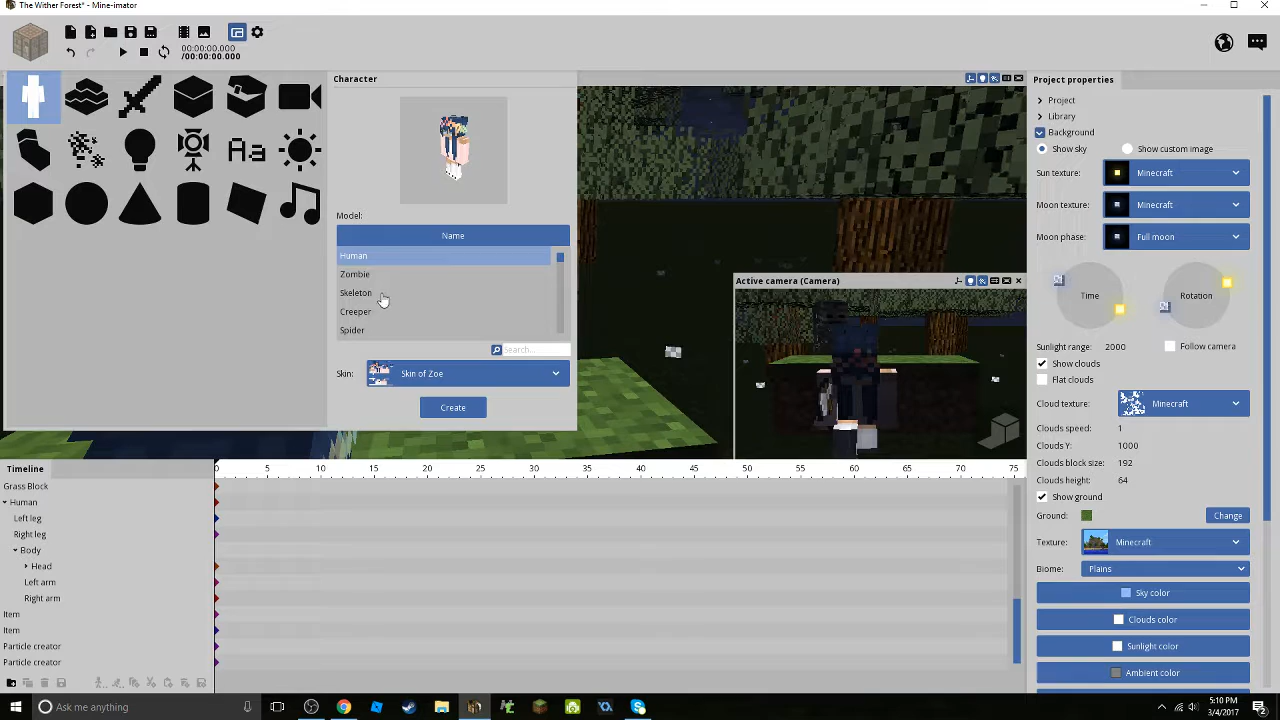 The Wither Forest* - Mine-imator
00:00:00.000
/00:00:00.000
Character
Model:
Name
Human
Zombie
Skeleton
Creeper
Spider
Search...
Skin:
Skin of Zoe
Create
Aa
Active camera (Camera)
Project properties
Project
Library
Background
Show sky
Show custom image
Sun texture:
Minecraft
Moon texture:
Minecraft
Moon phase:
Full moon
Time
Rotation
Sunlight range:
2000
Follow camera
Show clouds
Flat clouds
Cloud texture:
Minecraft
Clouds speed:
1
Clouds Y:
1000
Clouds block size:
192
Clouds height:
64
Show ground
Ground:
Change
Texture:
Minecraft
Biome:
Plains
Sky color
Clouds color
Sunlight color
Ambient color
Timeline
0 5 10 15 20 25 30 35 40 45 50 55 60 65 70 75
Grass Block
Human
Left leg
Right leg
Body
Head
Left arm
Right arm
Item
Item
Particle creator
Particle creator
Ask me anything
5:10 PM
3/4/2017
2